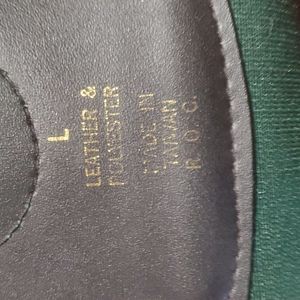 L
LEATHER &
POLYESTER
MADE IN
TAIWAN
R. O. C.